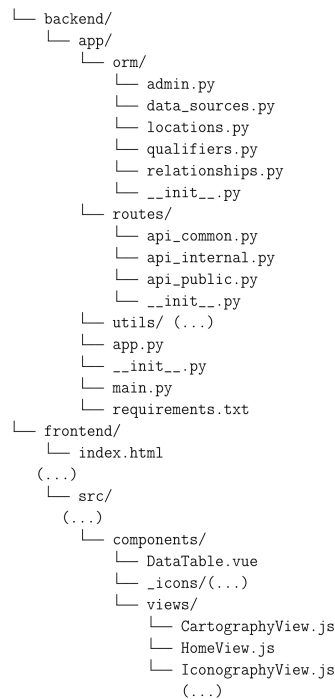 └── backend/
    └── app/
        └── orm/
            └── admin.py
            └── data_sources.py
            └── locations.py
            └── qualifiers.py
            └── relationships.py
            └── __init__.py
        └── routes/
            └── api_common.py
            └── api_internal.py
            └── api_public.py
            └── __init__.py
        └── utils/ (...)
        └── app.py
        └── __init__.py
        └── main.py
        └── requirements.txt
└── frontend/
    └── index.html
   (...)
    └── src/
      (...)
        └── components/
            └── DataTable.vue
            └── _icons/(...)
            └── views/
                └── CartographyView.js
                └── HomeView.js
                └── IconographyView.js
                    (...)